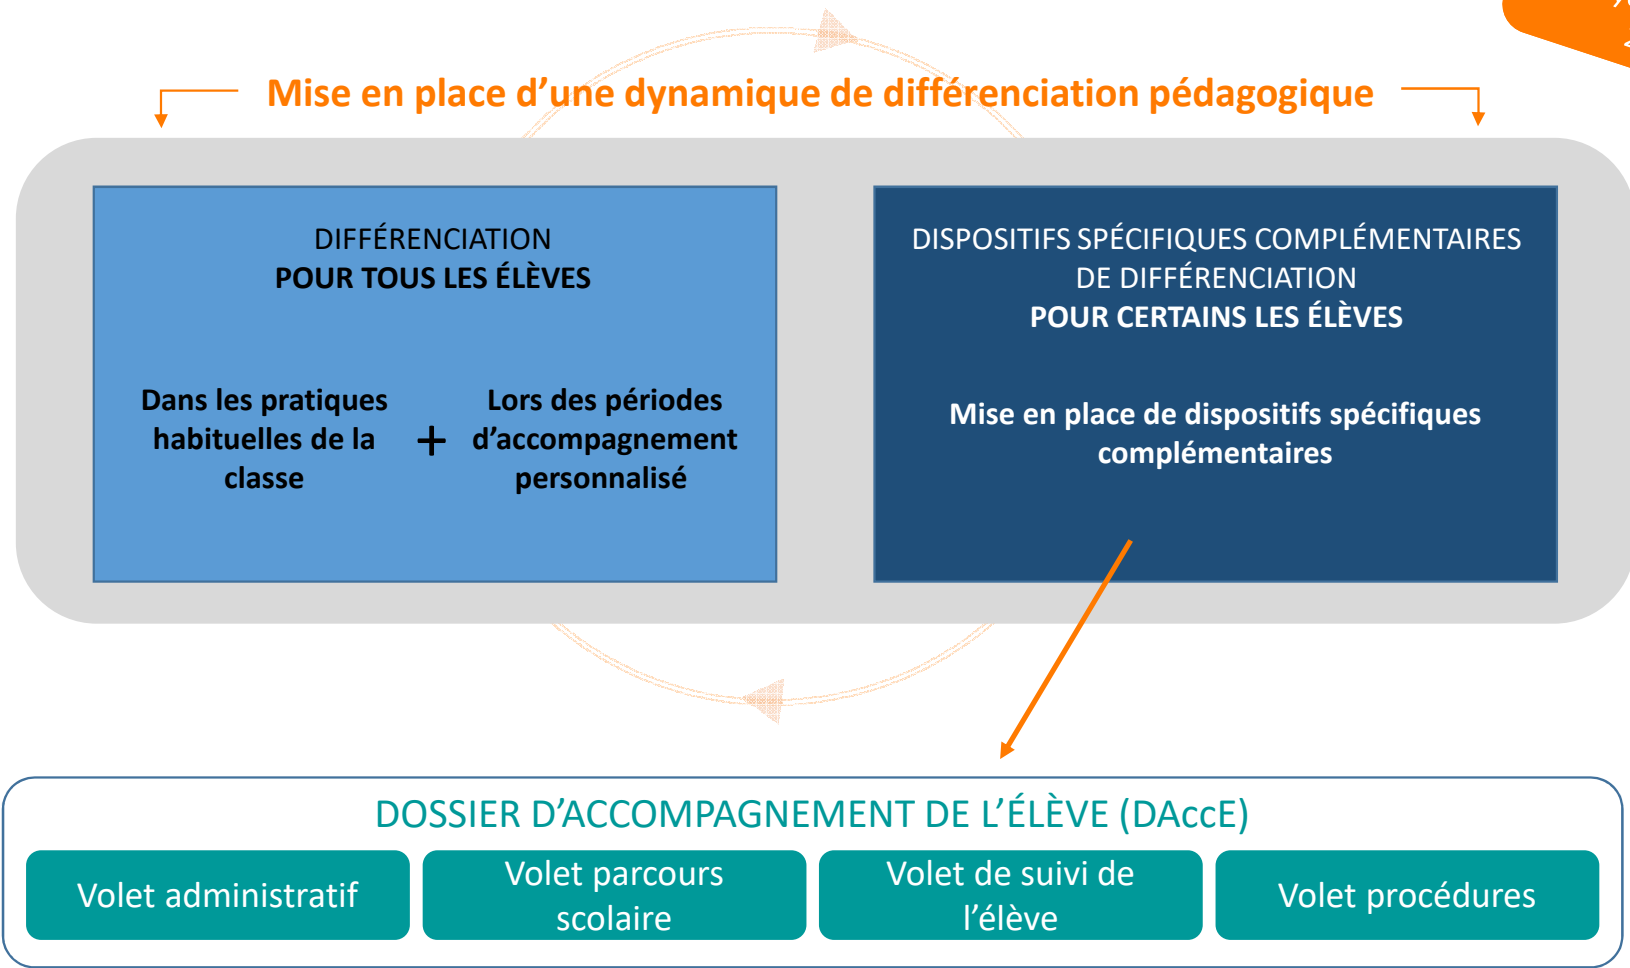 Mise en place d’une dynamique de différenciation pédagogique
DIFFÉRENCIATION
POUR TOUS LES ÉLÈVES
Dans les pratiques
habituelles de la
classe
+
Lors des périodes
d’accompagnement
personnalisé
DISPOSITIFS SPÉCIFIQUES COMPLÉMENTAIRES
DE DIFFÉRENCIATION
POUR CERTAINS LES ÉLÈVES
Mise en place de dispositifs spécifiques
complémentaires
DOSSIER D’ACCOMPAGNEMENT DE L’ÉLÈVE (DAccE)
Volet administratif
Volet parcours
scolaire
Volet de suivi de
l’élève
Volet procédures